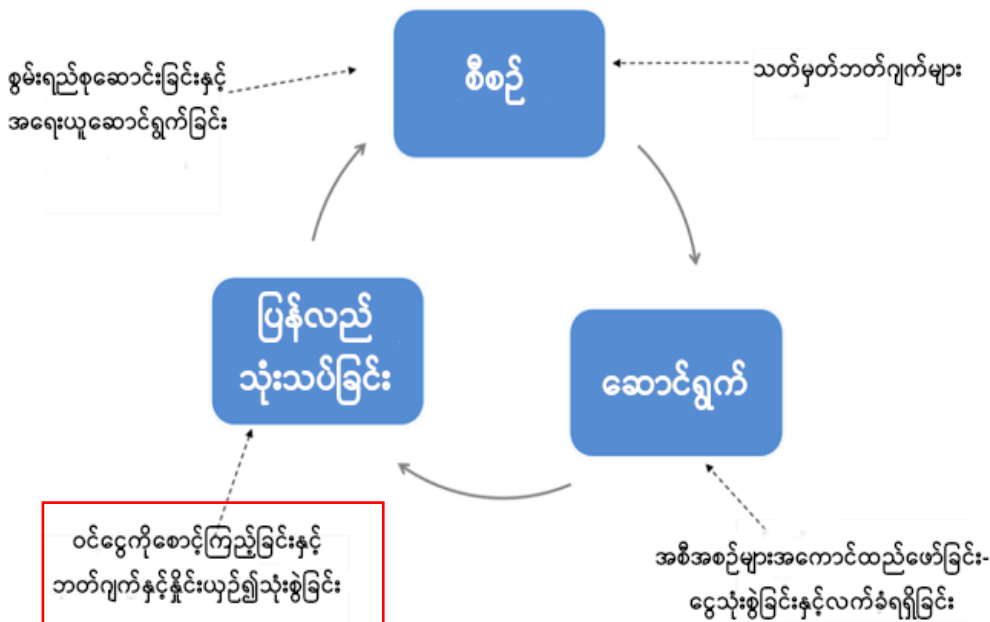 စီစဉ်
သတ်မှတ်ဘတ်ဂျက်များ
စွမ်းရည်စုဆောင်းခြင်းနှင့်
အရေးယူဆောင်ရွက်ခြင်း
ပြန်လည်
သုံးသပ်ခြင်း
ဆောင်ရွက်
ဝင်ငွေကိုစောင့်ကြည့်ခြင်းနှင့်
ဘတ်ဂျက်နှင့်နှိုင်းယှဉ်၍သုံးစွဲခြင်း
အစီအစဉ်များအကောင်ထည်ဖော်ခြင်း-
ငွေသုံးစွဲခြင်းနှင့်လက်ခံရရှိခြင်း